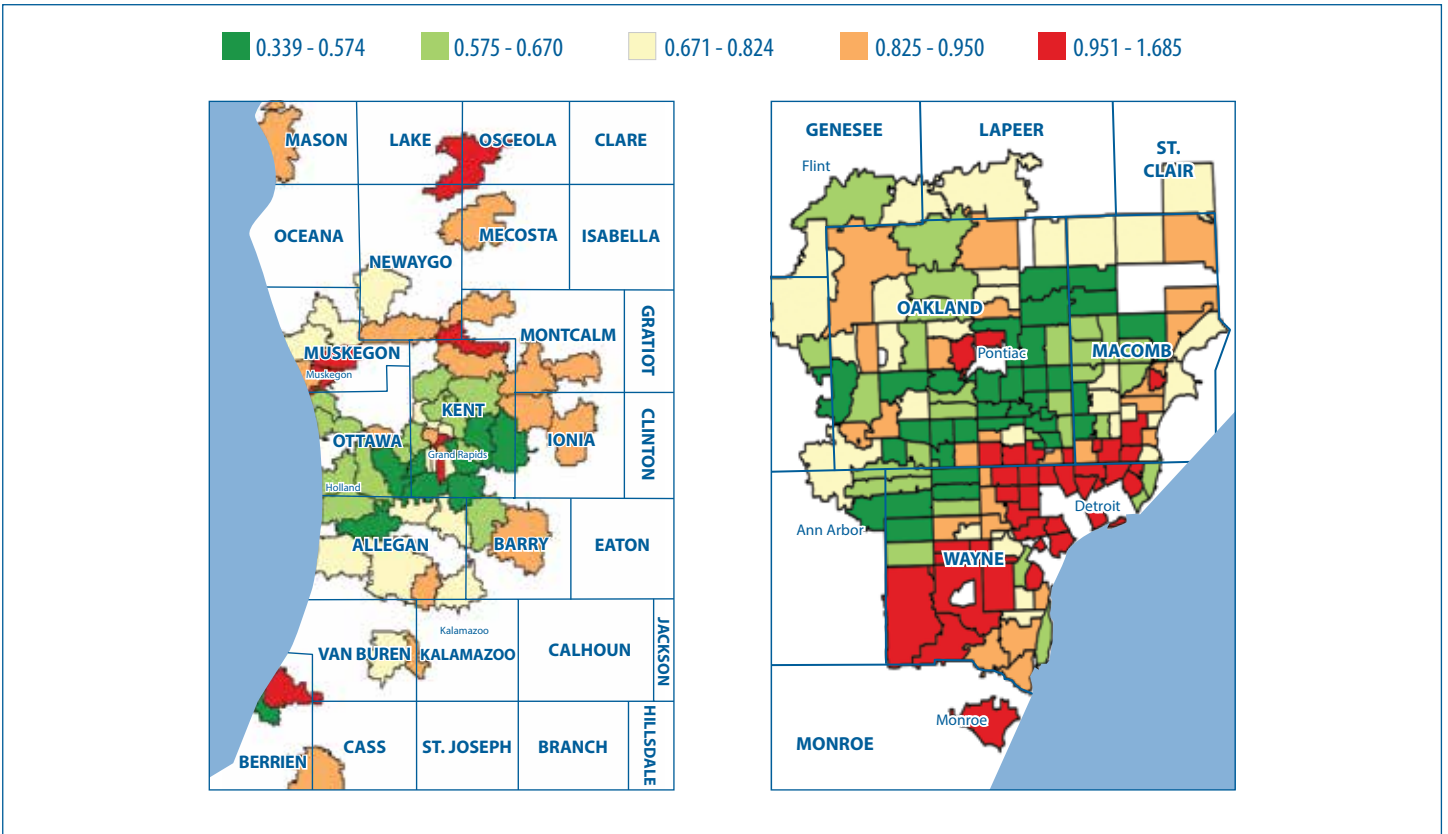 0.339 - 0.574
0.575 - 0.670
0.671 - 0.824
0.825 - 0.950
0.951 - 1.685
MASON
LAKE
OSCEOLA
CLARE
OCEANA
NEWAYGO
MECOSTA
ISABELLA
MUSKEGON
Muskegon
MONTCALM
GRATIOT
OTTAWA
KENT
Grand Rapids
IONIA
CLINTON
Holland
ALLEGAN
BARRY
EATON
VAN BUREN
Kalamazoo
KALAMAZOO
CALHOUN
JACKSON
BERRIEN
CASS
ST. JOSEPH
BRANCH
HILLSDALE
GENESEE
Flint
LAPEER
ST.
CLAIR
OAKLAND
Pontiac
MACOMB
Ann Arbor
Detroit
WAYNE
Monroe
MONROE